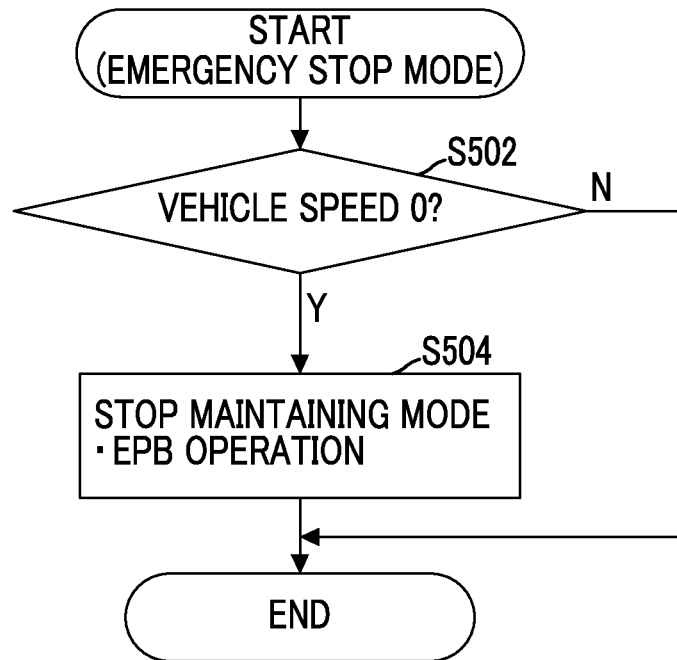 START
(EMERGENCY STOP MODE)
S502
VEHICLE SPEED 0?
N
Y
S504
STOP MAINTAINING MODE
・EPB OPERATION
END